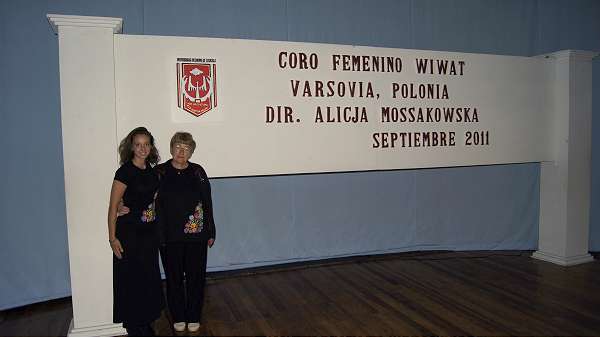 CORO FEMENINO WIWAT
VARSOVIA, POLONIA
DIR. ALICJA MOSSAKOWSKA
SEPTIEMBRE 2011